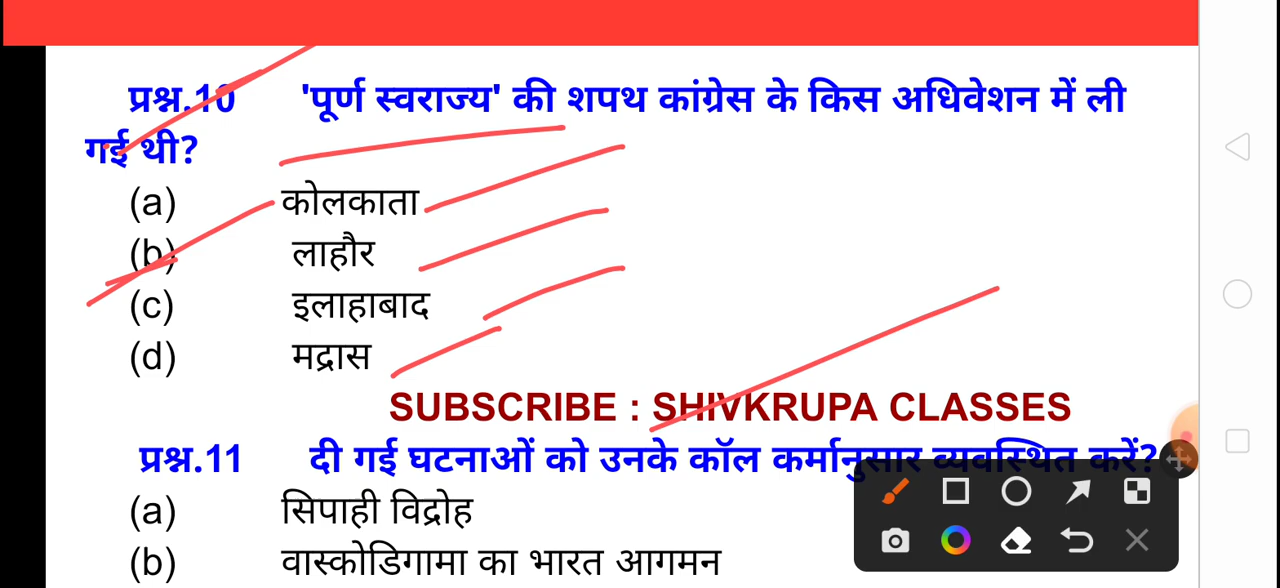 प्रश्न.10 'पूर्ण स्वराज्य' की शपथ कांग्रेस के किस अधिवेशन में ली
गई थी?
(a) कोलकाता
(b) लाहौर
(c) इलाहाबाद
(d) मद्रास
SUBSCRIBE : SHIVKRUPA CLASSES
प्रश्न.11 दी गई घटनाओं को उनके कॉल कर्मानुसार व्यवस्थित करें?
(a) सिपाही विद्रोह
(b) वास्कोडिगामा का भारत आगमन